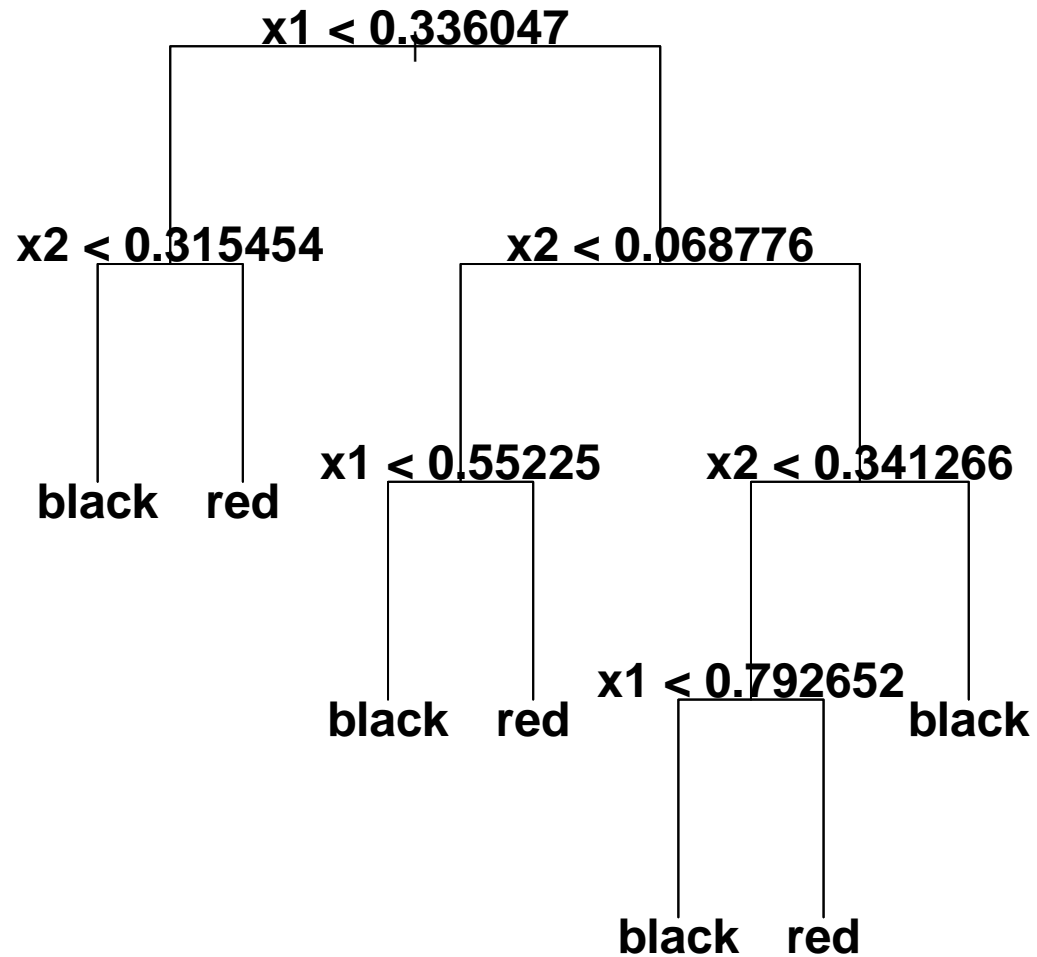 x1 < 0.336047
x2 < 0.315454
x2 < 0.068776
black
red
x1 < 0.55225
x2 < 0.341266
black
red
x1 < 0.792652
black
black
red